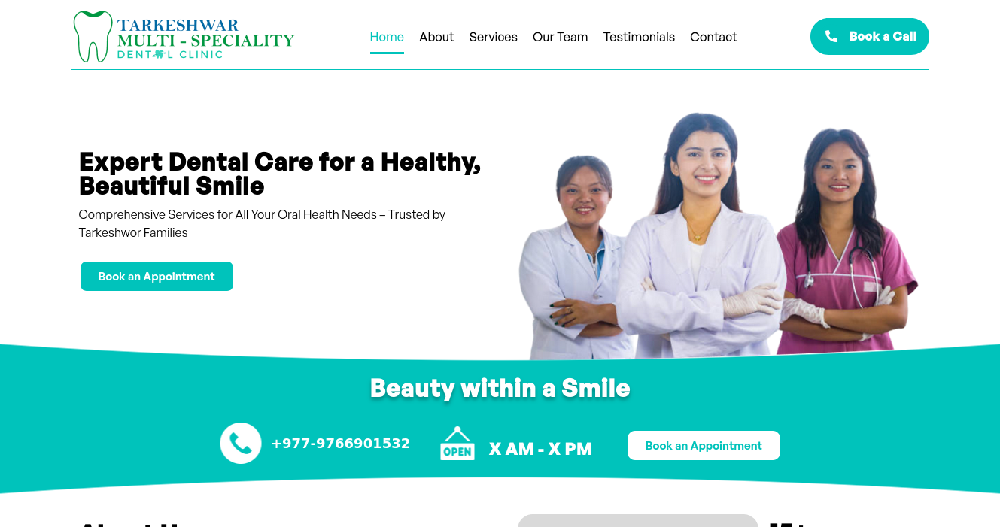 TARKESHWAR
MULTI - SPECIALITY
DENTAL CLINIC
Home About Services Our Team Testimonials Contact
Book a Call
Expert Dental Care for a Healthy,
Beautiful Smile
Comprehensive Services for All Your Oral Health Needs – Trusted by
Tarkeshwor Families
Book an Appointment
Beauty within a Smile
+977-9766901532
OPEN
X AM - X PM
Book an Appointment